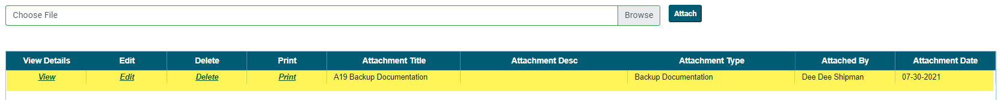 Choose File Browse Attach
View Details Edit Delete Print Attachment Title Attachment Desc Attachment Type Attached By Attachment Date
View Edit Delete Print A19 Backup Documentation Backup Documentation Dee Dee Shipman 07-30-2021